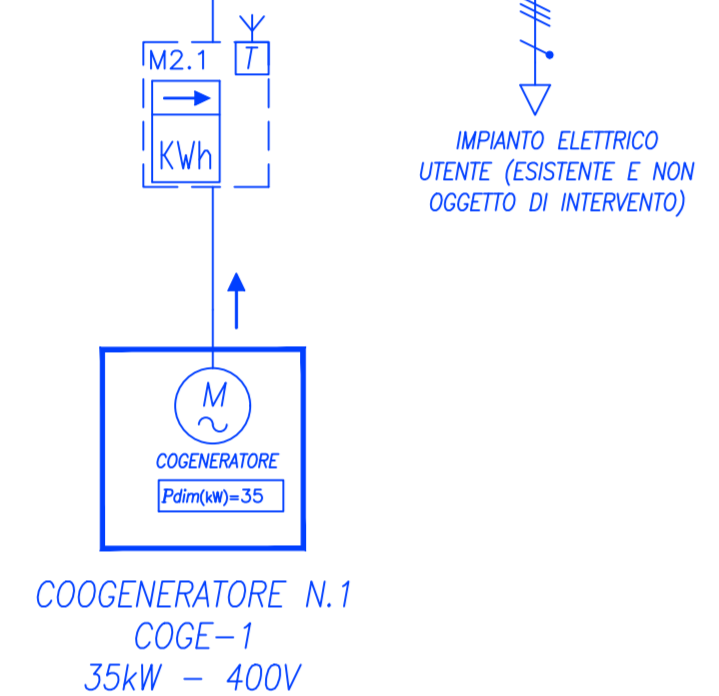 M2.1 T
KWh
IMPIANTO ELETTRICO
UTENTE (ESISTENTE E NON
OGGETTO DI INTERVENTO)
M
COGENERATORE
Pdim(kW)=35
COOGENERATORE N.1
COGE-1
35kW - 400V